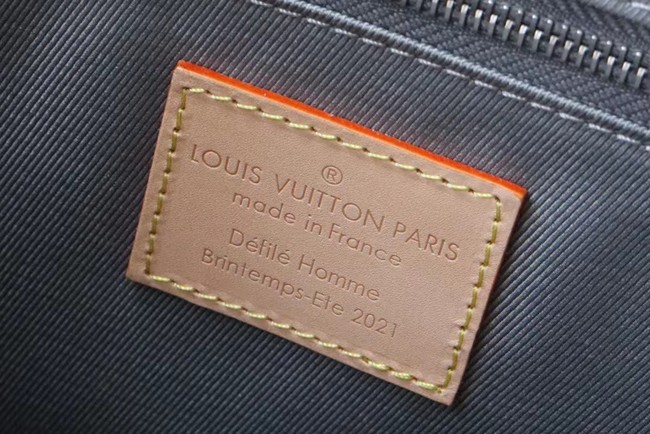 ®
LOUIS VUITTON PARIS
made in France
Défilé Homme
Brintemps-Ete 2021